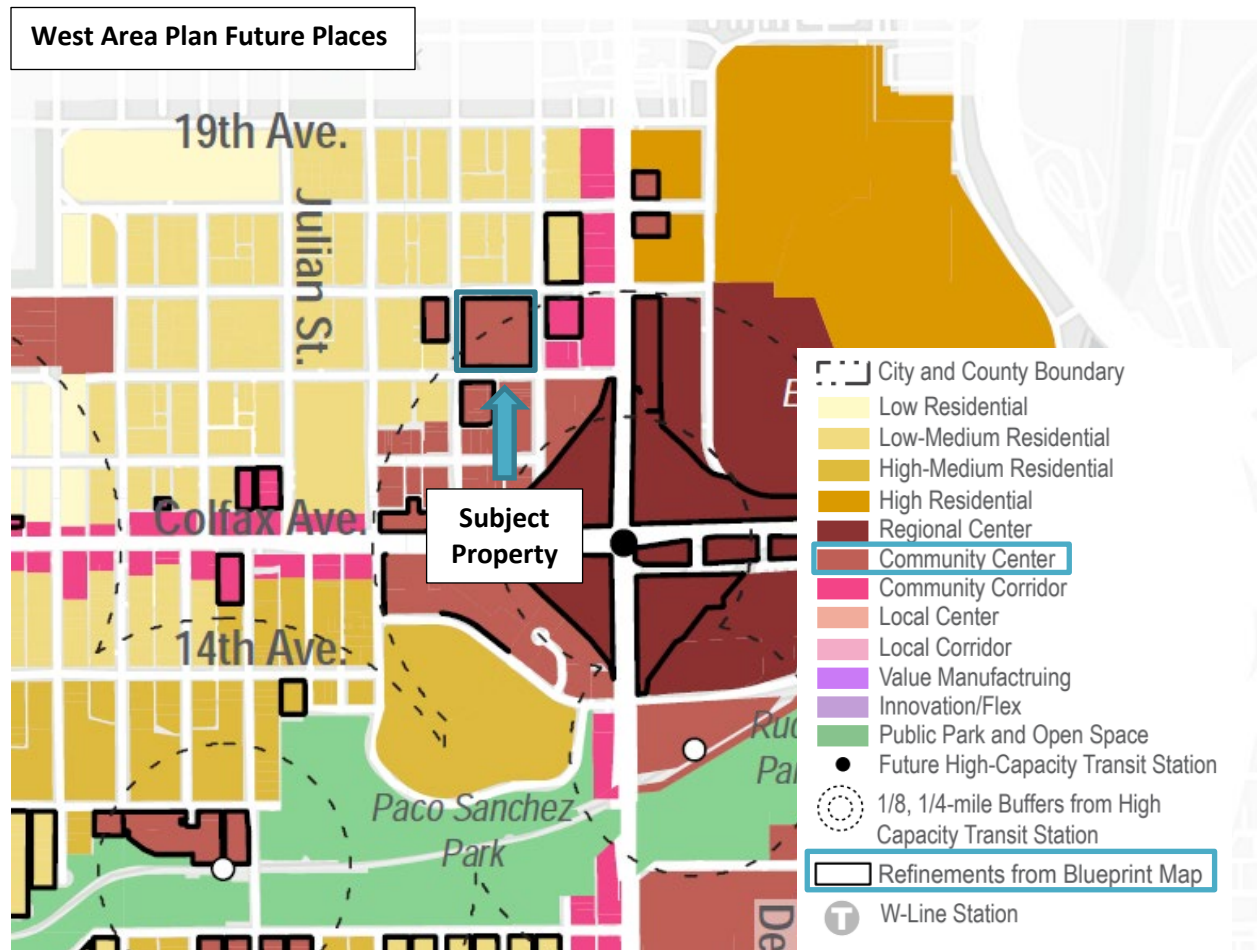 West Area Plan Future Places
19th Ave.
Julian St.
Subject
Property
Colfax Ave.
14th Ave.
Paco Sanchez
Park
City and County Boundary
Low Residential
Low-Medium Residential
High-Medium Residential
High Residential
Regional Center
Community Center
Community Corridor
Local Center
Local Corridor
Value Manufactruing
Innovation/Flex
Public Park and Open Space
Future High-Capacity Transit Station
1/8, 1/4-mile Buffers from High
Capacity Transit Station
Refinements from Blueprint Map
T W-Line Station